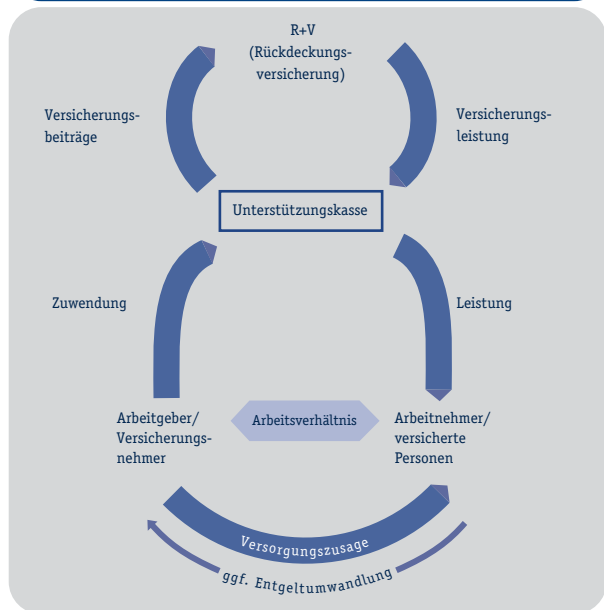 R+V
(Rückdeckungs-
versicherung)
Versicherungs-
beiträge
Versicherungs-
leistung
Unterstützungskasse
Zuwendung
Leistung
Arbeitgeber/
Versicherungs-
nehmer
Arbeitsverhältnis
Arbeitnehmer/
versicherte
Personen
Versorgungszusage
ggf. Entgeltumwandlung